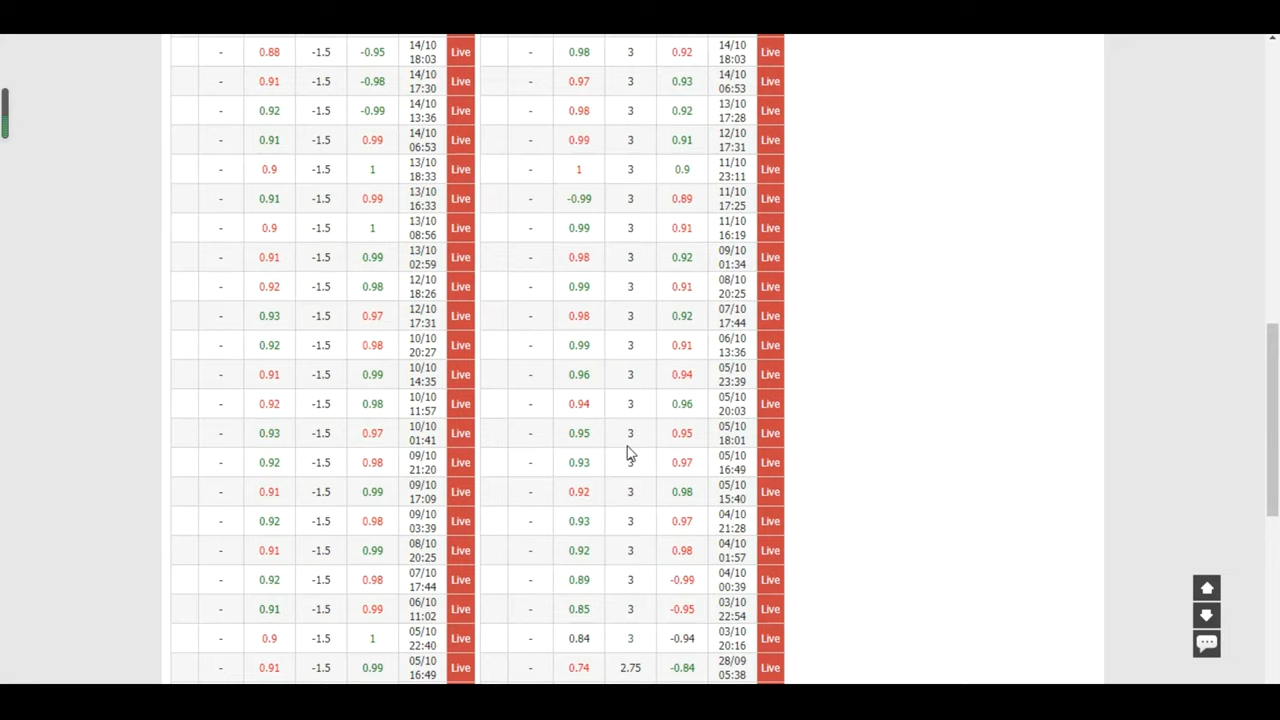 - 0.88 -1.5 -0.95 14/10 18:03 Live - 0.98 3 0.92 14/10 18:03 Live
- 0.91 -1.5 -0.98 14/10 17:30 Live - 0.97 3 0.93 14/10 06:53 Live
- 0.92 -1.5 -0.99 14/10 13:36 Live - 0.98 3 0.92 13/10 17:28 Live
- 0.91 -1.5 0.99 14/10 06:53 Live - 0.99 3 0.91 12/10 17:31 Live
- 0.9 -1.5 1 13/10 18:33 Live - 1 3 0.9 11/10 23:11 Live
- 0.91 -1.5 0.99 13/10 16:33 Live - -0.99 3 0.89 11/10 17:25 Live
- 0.9 -1.5 1 13/10 08:56 Live - 0.99 3 0.91 11/10 16:19 Live
- 0.91 -1.5 0.99 13/10 02:59 Live - 0.98 3 0.92 09/10 01:34 Live
- 0.92 -1.5 0.98 12/10 18:26 Live - 0.99 3 0.91 08/10 20:25 Live
- 0.93 -1.5 0.97 12/10 17:31 Live - 0.98 3 0.92 07/10 17:44 Live
- 0.92 -1.5 0.98 10/10 20:27 Live - 0.99 3 0.91 06/10 13:36 Live
- 0.91 -1.5 0.99 10/10 14:35 Live - 0.96 3 0.94 05/10 23:39 Live
- 0.92 -1.5 0.98 10/10 11:57 Live - 0.94 3 0.96 05/10 20:03 Live
- 0.93 -1.5 0.97 10/10 01:41 Live - 0.95 3 0.95 05/10 18:01 Live
- 0.92 -1.5 0.98 09/10 21:20 Live - 0.93 3 0.97 05/10 16:49 Live
- 0.91 -1.5 0.99 09/10 17:09 Live - 0.92 3 0.98 05/10 15:40 Live
- 0.92 -1.5 0.98 09/10 03:39 Live - 0.93 3 0.97 04/10 21:28 Live
- 0.91 -1.5 0.99 08/10 20:25 Live - 0.92 3 0.98 04/10 01:57 Live
- 0.92 -1.5 0.98 07/10 17:44 Live - 0.89 3 -0.99 04/10 00:39 Live
- 0.91 -1.5 0.99 06/10 11:02 Live - 0.85 3 -0.95 03/10 22:54 Live
- 0.9 -1.5 1 05/10 22:40 Live - 0.84 3 -0.94 03/10 20:16 Live
- 0.91 -1.5 0.99 05/10 16:49 Live - 0.74 2.75 -0.84 28/09 05:38 Live